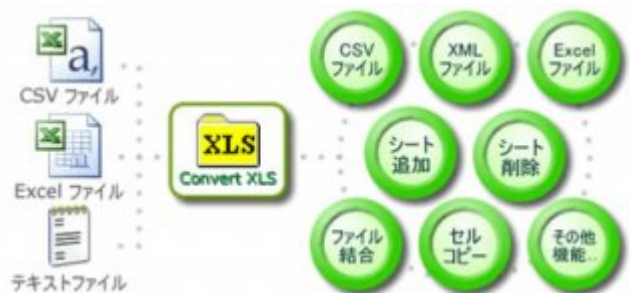 a,
CSV ファイル
Excel ファイル
テキストファイル
XLS
Convert XLS
CSV
ファイル
XML
ファイル
Excel
ファイル
シート
追加
シート
削除
ファイル
結合
セル
コピー
その他
機能..